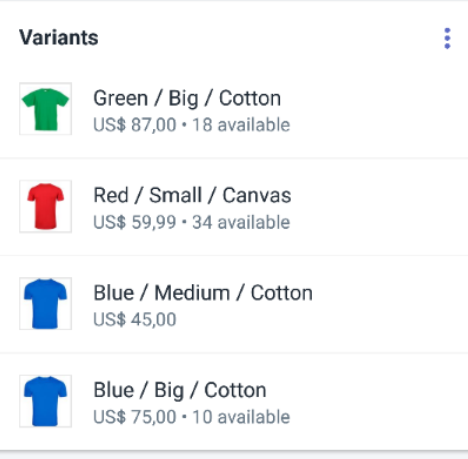 Variants
Green / Big / Cotton
US$ 87,00 • 18 available
Red / Small / Canvas
US$ 59,99 • 34 available
Blue / Medium / Cotton
US$ 45,00
Blue / Big / Cotton
US$ 75,00 • 10 available